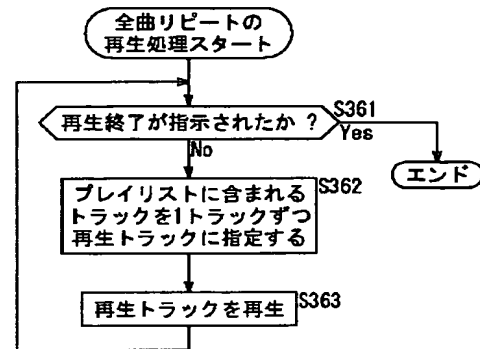 全曲リピートの
再生処理スタート
S361
再生終了が指示されたか ?
Yes
No
エンド
S362
プレイリストに含まれる
トラックを1トラックずつ
再生トラックに指定する
S363
再生トラックを再生